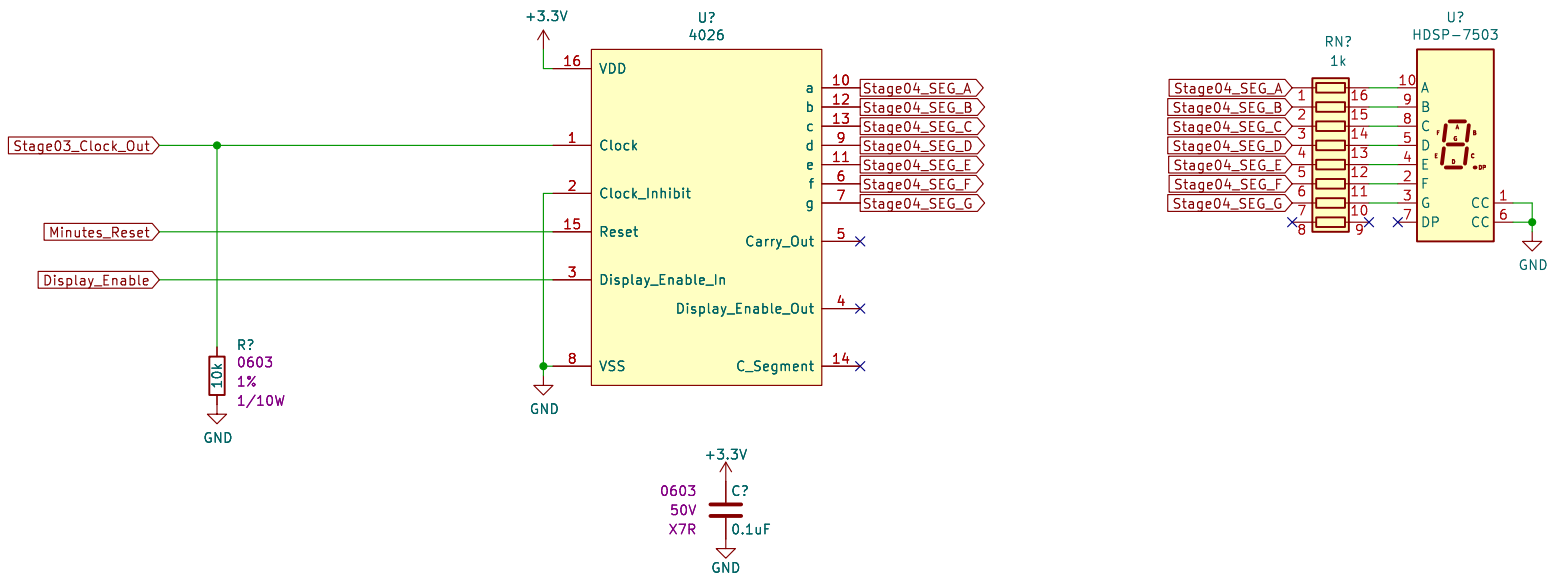 +3.3V
U?
4026
16 VDD
Stage03_Clock_Out
1 Clock
2 Clock_Inhibit
Minutes_Reset
15 Reset
Display_Enable
3 Display_Enable_In
8 VSS
GND
a 10 Stage04_SEG_A
b 12 Stage04_SEG_B
c 13 Stage04_SEG_C
d 9 Stage04_SEG_D
e 11 Stage04_SEG_E
f 6 Stage04_SEG_F
g 7 Stage04_SEG_G
Carry_Out 5
Display_Enable_Out 4
C_Segment 14
R?
0603
10k
1%
1/10W
GND
+3.3V
0603 C?
50V
X7R 0.1uF
GND
RN?
1k
Stage04_SEG_A 1 16
Stage04_SEG_B 2 15
Stage04_SEG_C 3 14
Stage04_SEG_D 4 13
Stage04_SEG_E 5 12
Stage04_SEG_F 6 11
Stage04_SEG_G 7 10
8 9
U?
HDSP-7503
10 A
9 B
8 C
5 D
4 E
2 F
3 G
7 DP
A
F B
G
E C
D
DP
CC 1
CC 6
GND